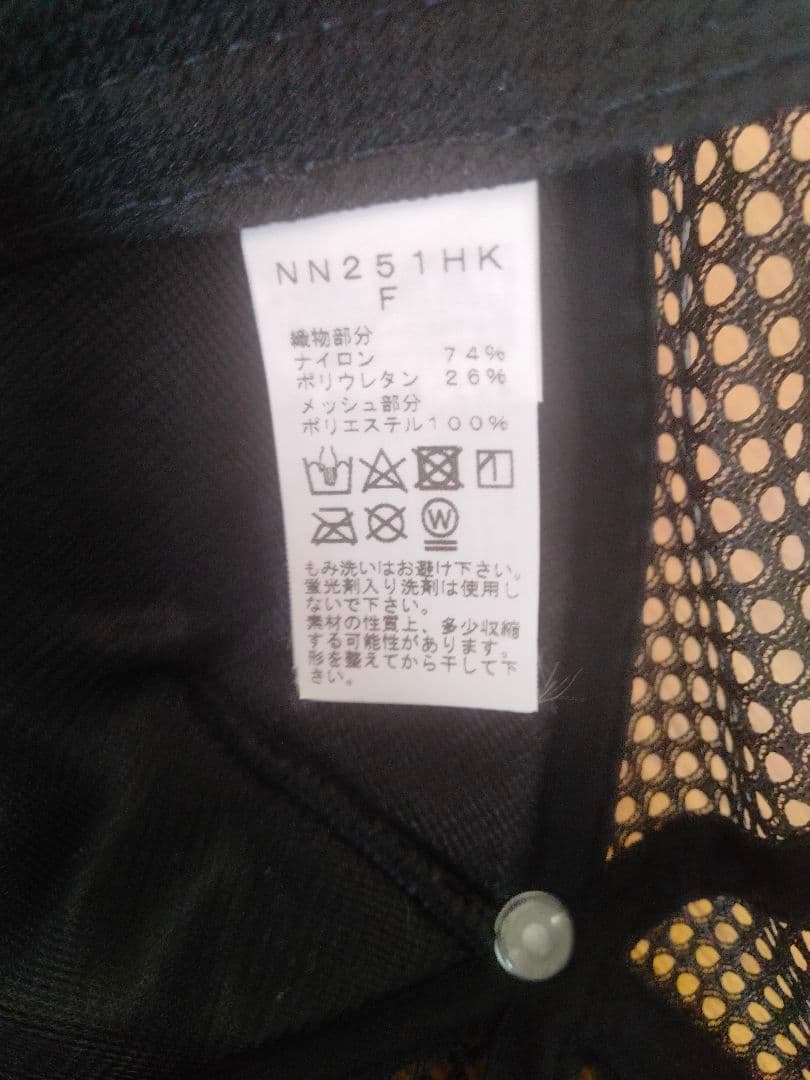 NN251HK
F
織物部分
ナイロン 74%
ポリウレタン 26%
メッシュ部分
ポリエステル100%
W
もみ洗いはお避け下さい。
蛍光剤入り洗剤は使用し
ないで下さい。
素材の性質上、多少収縮
する可能性があります。
形を整えてから干して下
さい。